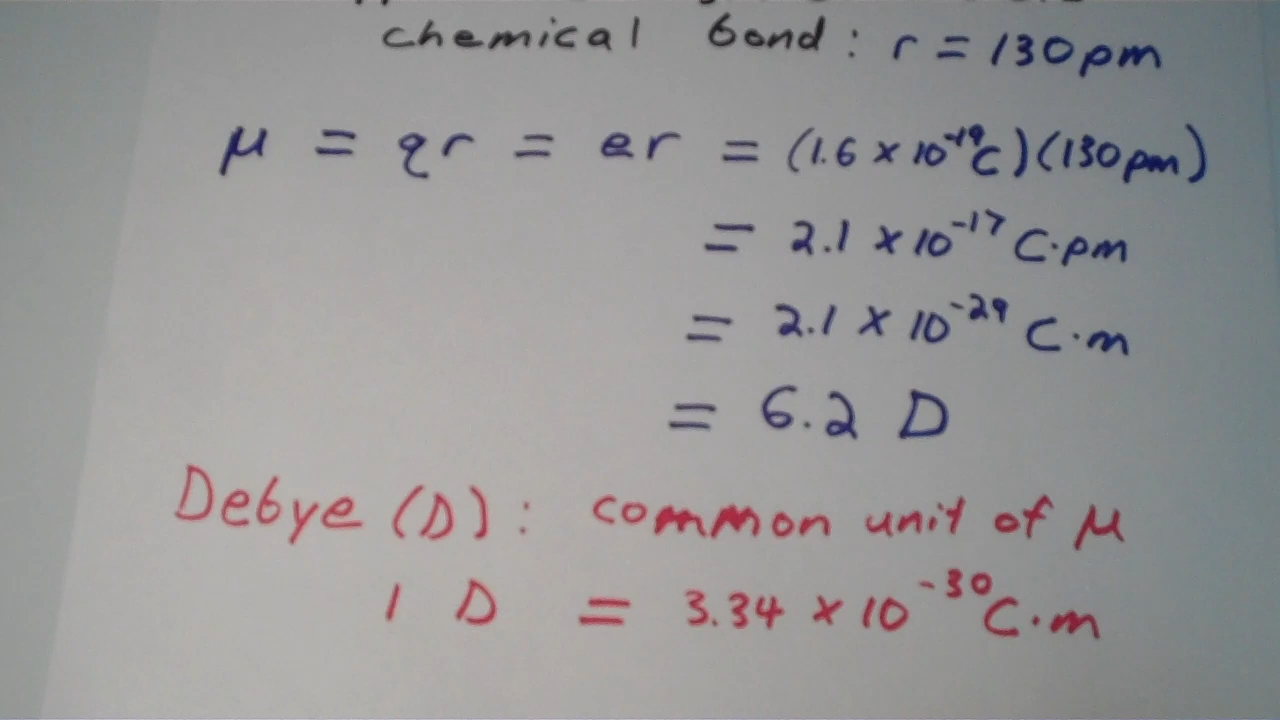 chemical bond: r = 130pm
μ = qr = er = (1.6 × 10⁻¹⁹C)(130pm)
= 2.1 × 10⁻¹⁷ C·pm
= 2.1 × 10⁻²⁹ C·m
= 6.2 D
Debye (D): common unit of μ
1 D = 3.34 × 10⁻³⁰ C·m